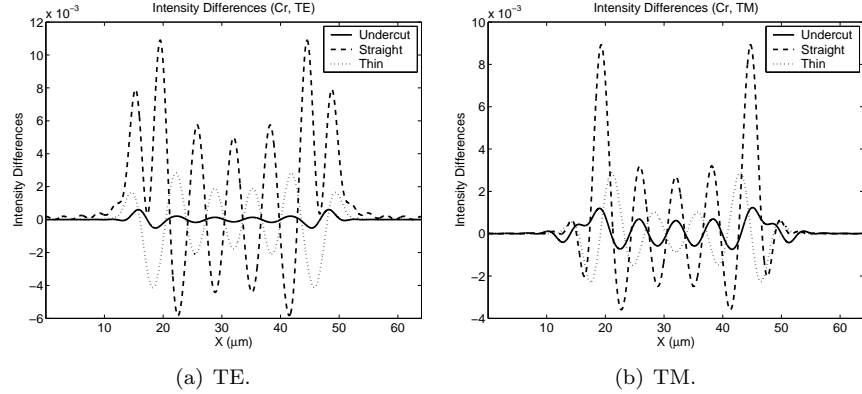 Intensity Differences (Cr, TE)
x 10⁻³
12
10
8
6
4
2
0
−2
−4
−6
0 10 20 30 40 50 60
X (μm)
Intensity Differences
Undercut
Straight
Thin
(a) TE.
Intensity Differences (Cr, TM)
x 10⁻³
10
8
6
4
2
0
−2
−4
10 20 30 40 50 60
X (μm)
Intensity Differences
Undercut
Straight
Thin
(b) TM.